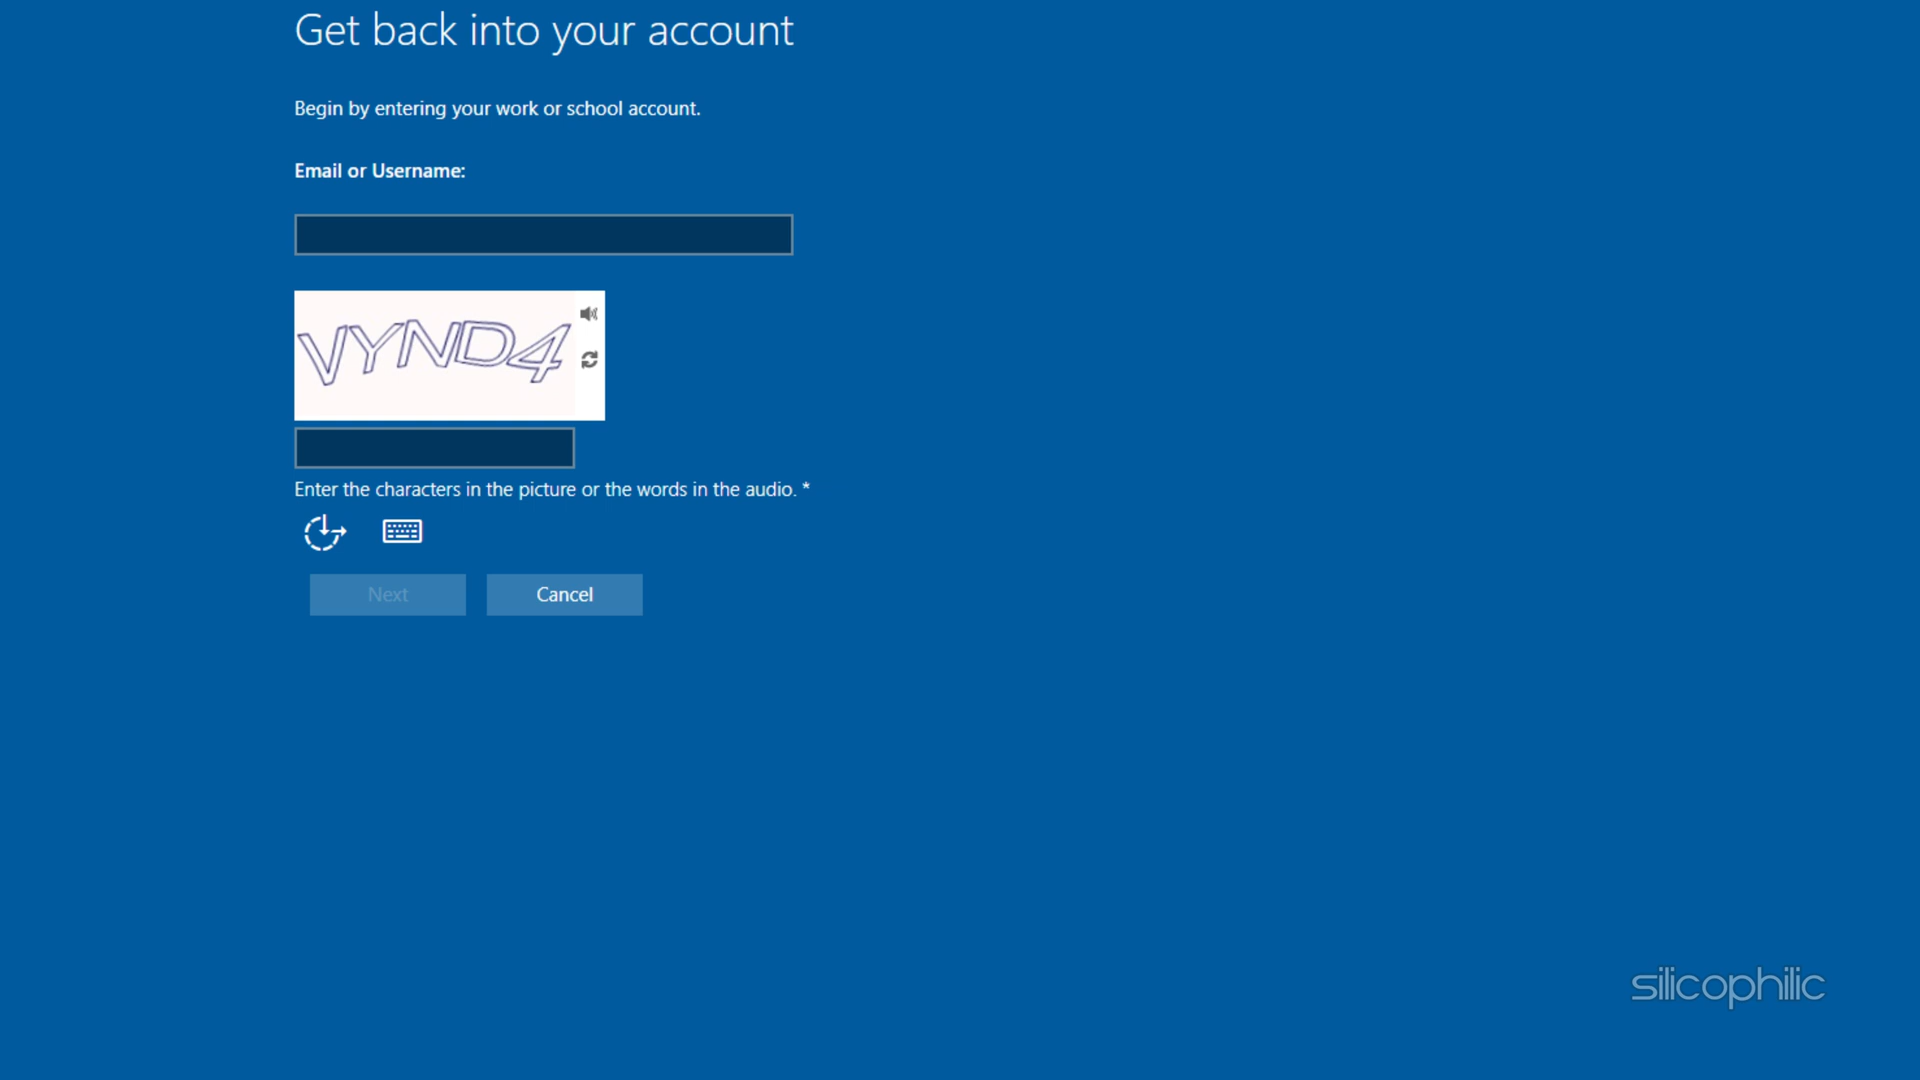 Get back into your account
Begin by entering your work or school account.
Email or Username:
VYND4
Enter the characters in the picture or the words in the audio. *
Next
Cancel
silicophilic